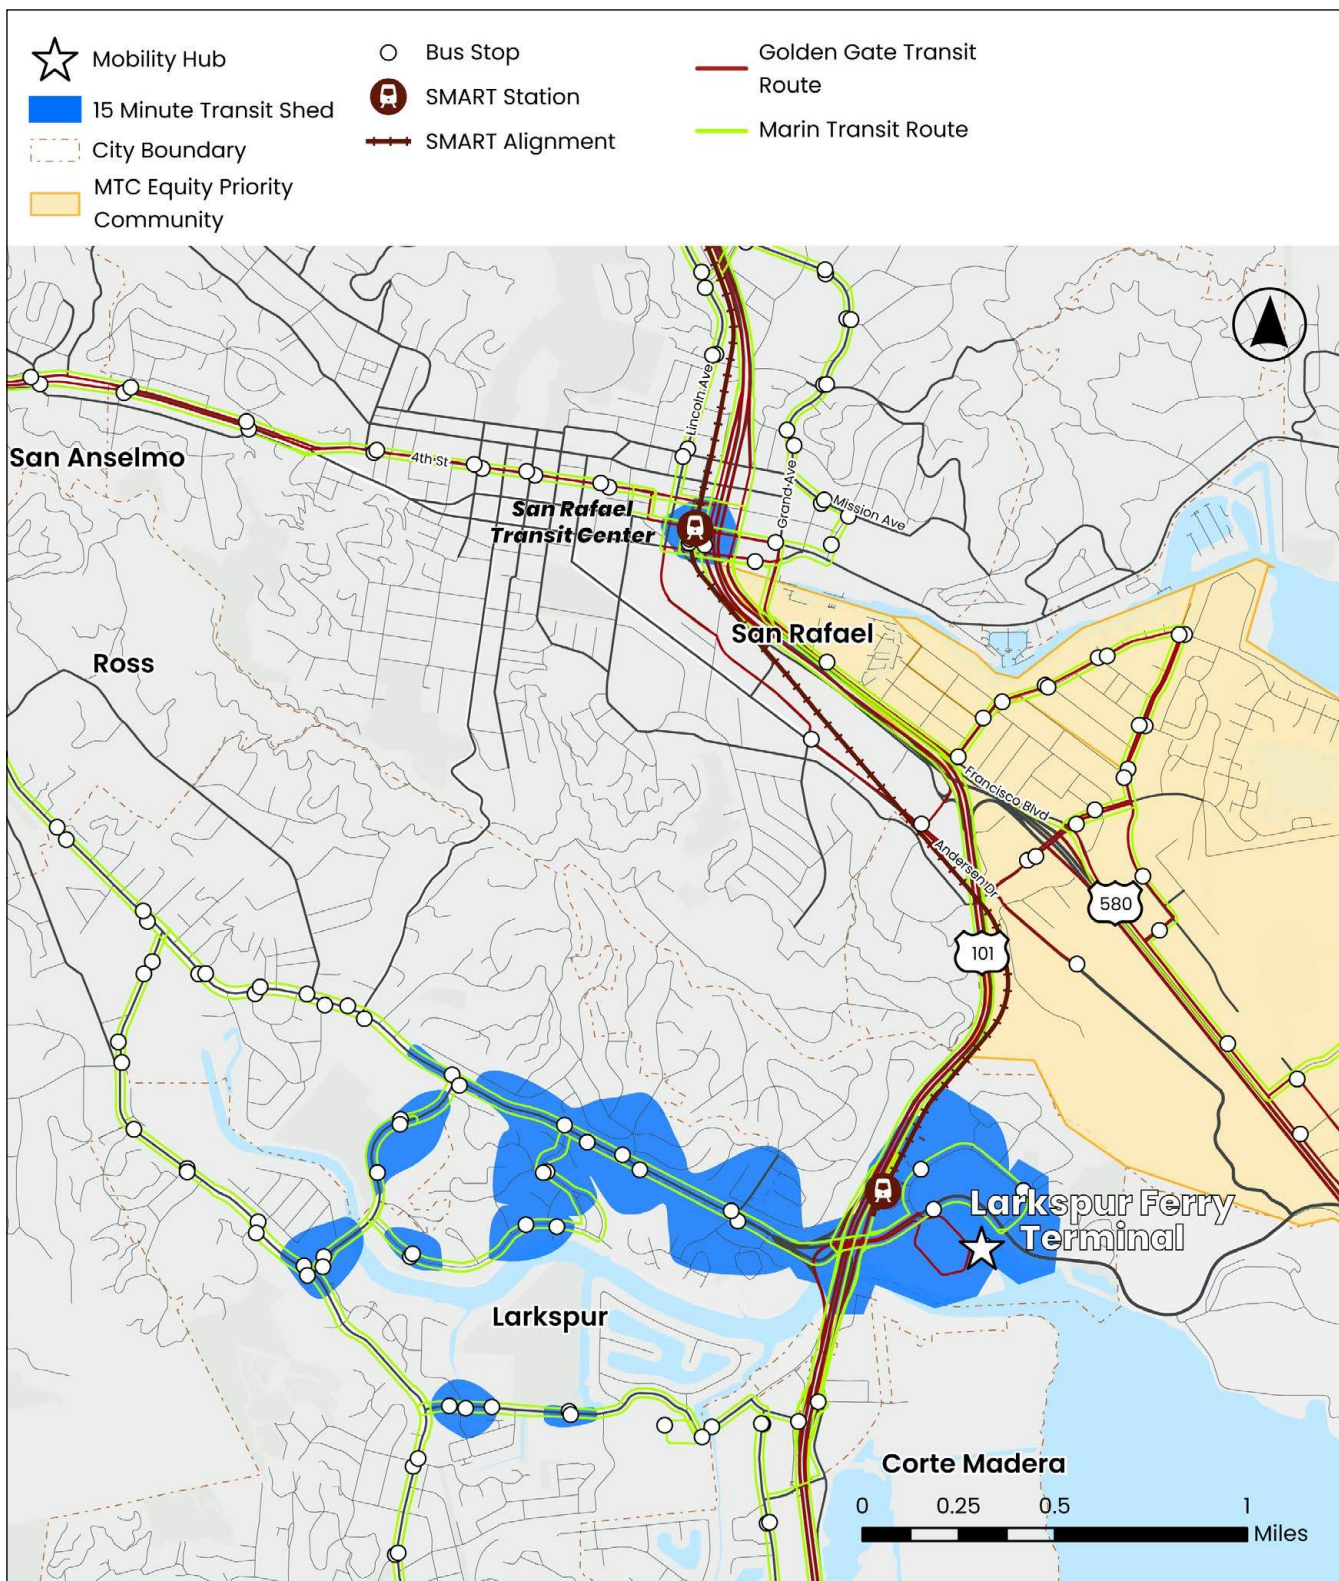 Mobility Hub
15 Minute Transit Shed
City Boundary
MTC Equity Priority
Community
Bus Stop
SMART Station
SMART Alignment
Golden Gate Transit
Route
Marin Transit Route
Lincoln Ave
San Anselmo
4th St
Grand Ave
Mission Ave
San Rafael
Transit Center
San Rafael
Ross
Francisco Blvd
Andersen Dr
580
101
Larkspur Ferry
Terminal
Larkspur
Corte Madera
0 0.25 0.5 1
Miles